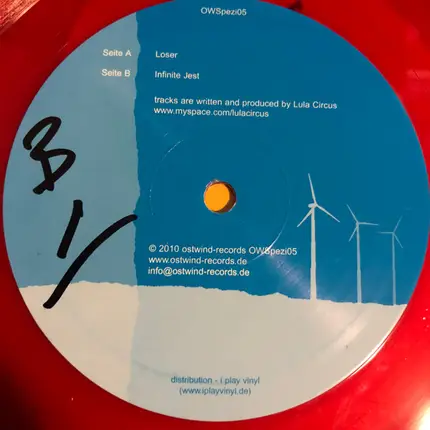 OWSpezi05
Seite A Loser
Seite B Infinite Jest
tracks are written and produced by Lula Circus
www.myspace.com/lulacircus
B
1
© 2010 ostwind-records OWSpezi05
www.ostwind-records.de
info@ostwind-records.de
distribution - i play vinyl
(www.iplayvinyl.de)